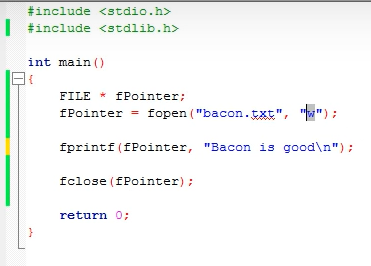 #include <stdio.h>
#include <stdlib.h>
int main()
{
FILE * fPointer;
fPointer = fopen("bacon.txt", "w");
fprintf(fPointer, "Bacon is good\n");
fclose(fPointer);
return 0;
}